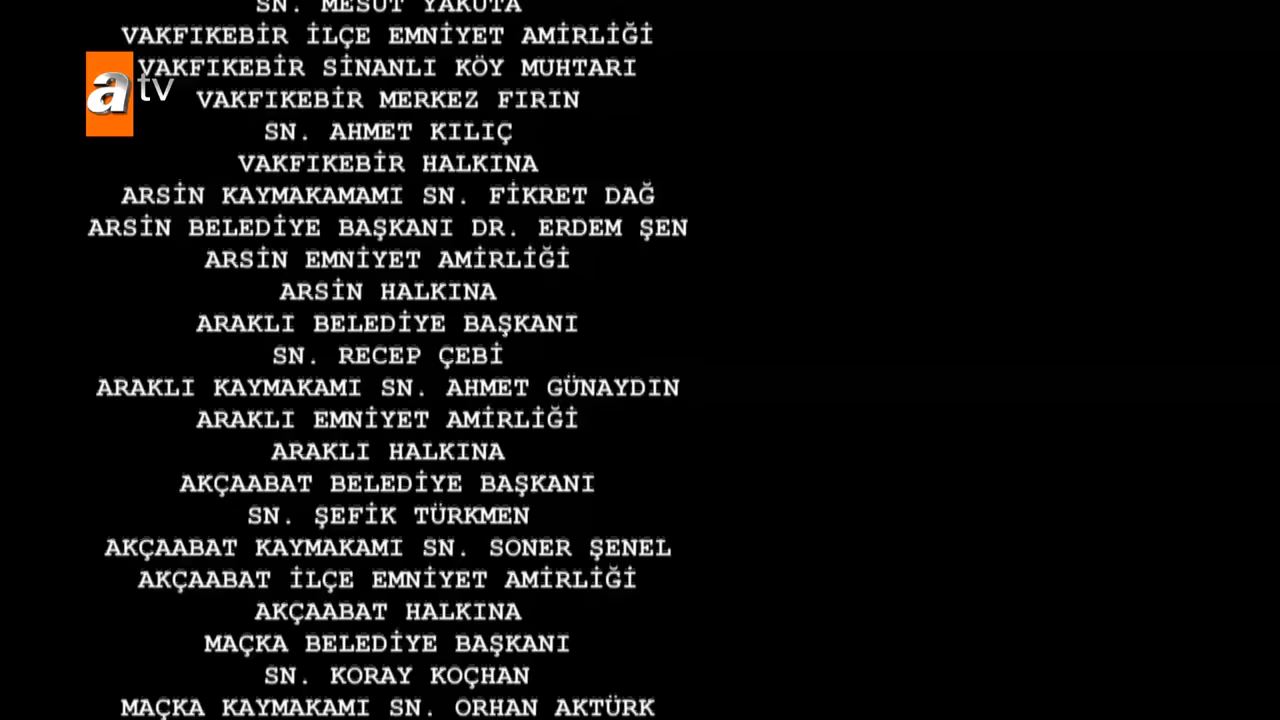 SN. MESUT YAKUTA
VAKFIKEBİR İLÇE EMNİYET AMİRLİĞİ
VAKFIKEBİR SİNANLI KÖY MUHTARI
atv
VAKFIKEBİR MERKEZ FIRIN
SN. AHMET KILIÇ
VAKFIKEBİR HALKINA
ARSİN KAYMAKAMAMI SN. FİKRET DAĞ
ARSİN BELEDİYE BAŞKANI DR. ERDEM ŞEN
ARSİN EMNİYET AMİRLİĞİ
ARSİN HALKINA
ARAKLI BELEDİYE BAŞKANI
SN. RECEP ÇEBİ
ARAKLI KAYMAKAMI SN. AHMET GÜNAYDIN
ARAKLI EMNİYET AMİRLİĞİ
ARAKLI HALKINA
AKÇAABAT BELEDİYE BAŞKANI
SN. ŞEFİK TÜRKMEN
AKÇAABAT KAYMAKAMI SN. SONER ŞENEL
AKÇAABAT İLÇE EMNİYET AMİRLİĞİ
AKÇAABAT HALKINA
MAÇKA BELEDİYE BAŞKANI
SN. KORAY KOÇHAN
MAÇKA KAYMAKAMI SN. ORHAN AKTÜRK